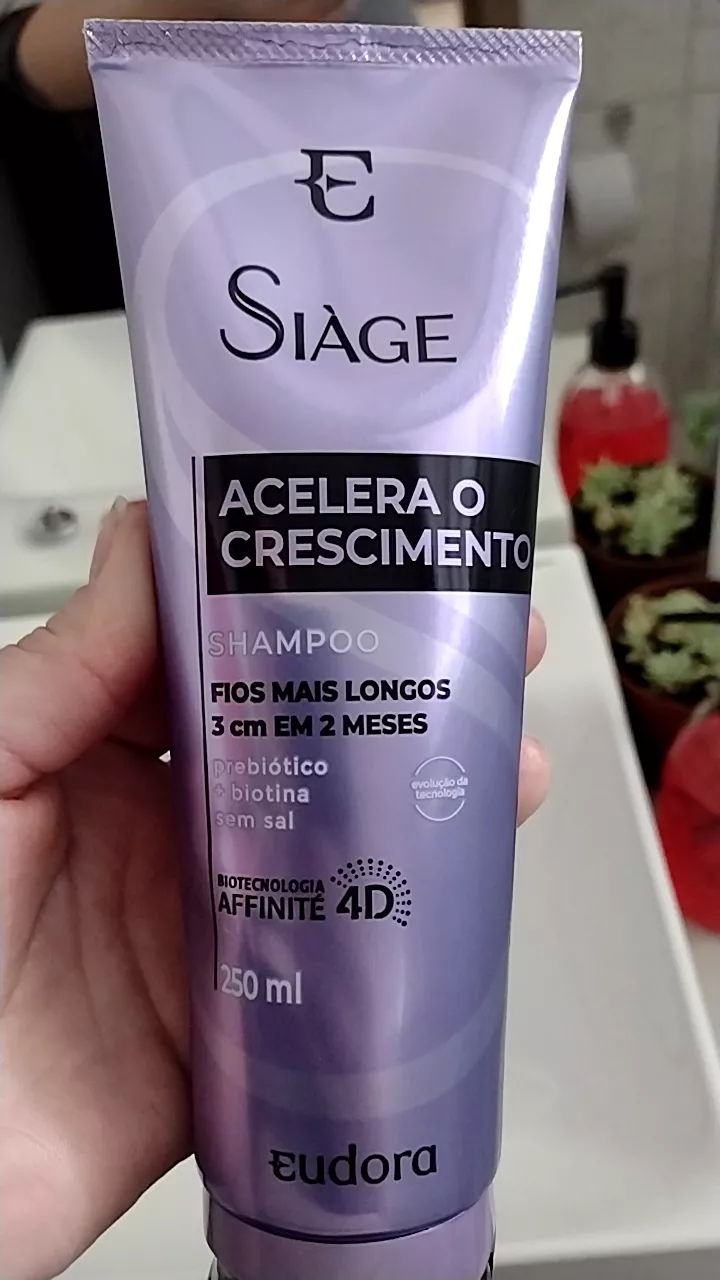 E
SIÀGE
ACELERA O
CRESCIMENTO
SHAMPOO
FIOS MAIS LONGOS
3 cm EM 2 MESES
prebiótico
+ biotina
sem sal
evolução da
tecnologia
BIOTECNOLOGIA
AFFINITÉ 4D
250 ml
eudora